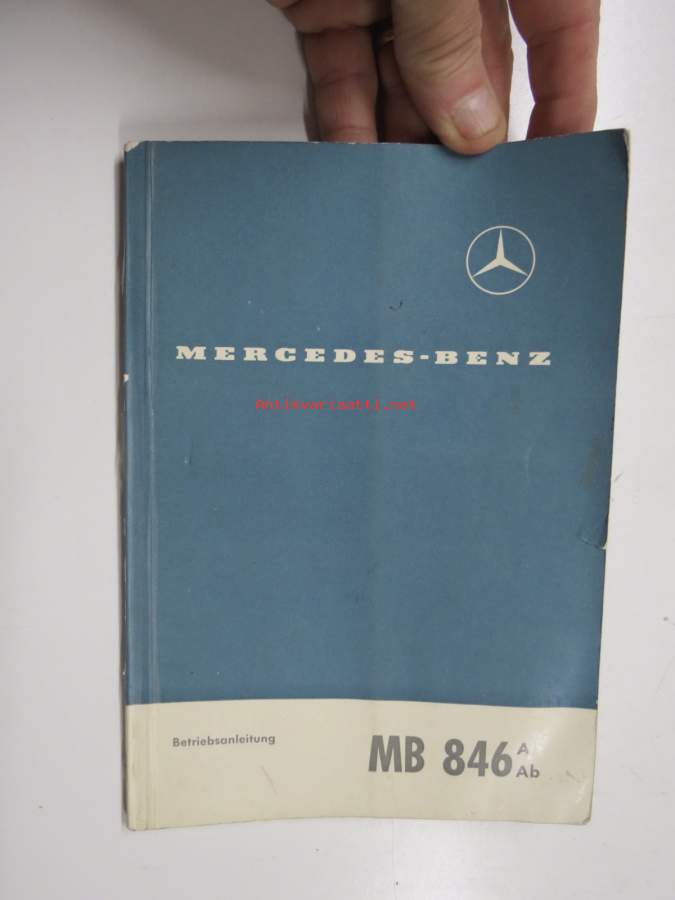 MERCEDES-BENZ
Antikvariaatti.net
Betriebsanleitung
MB 846 A
Ab